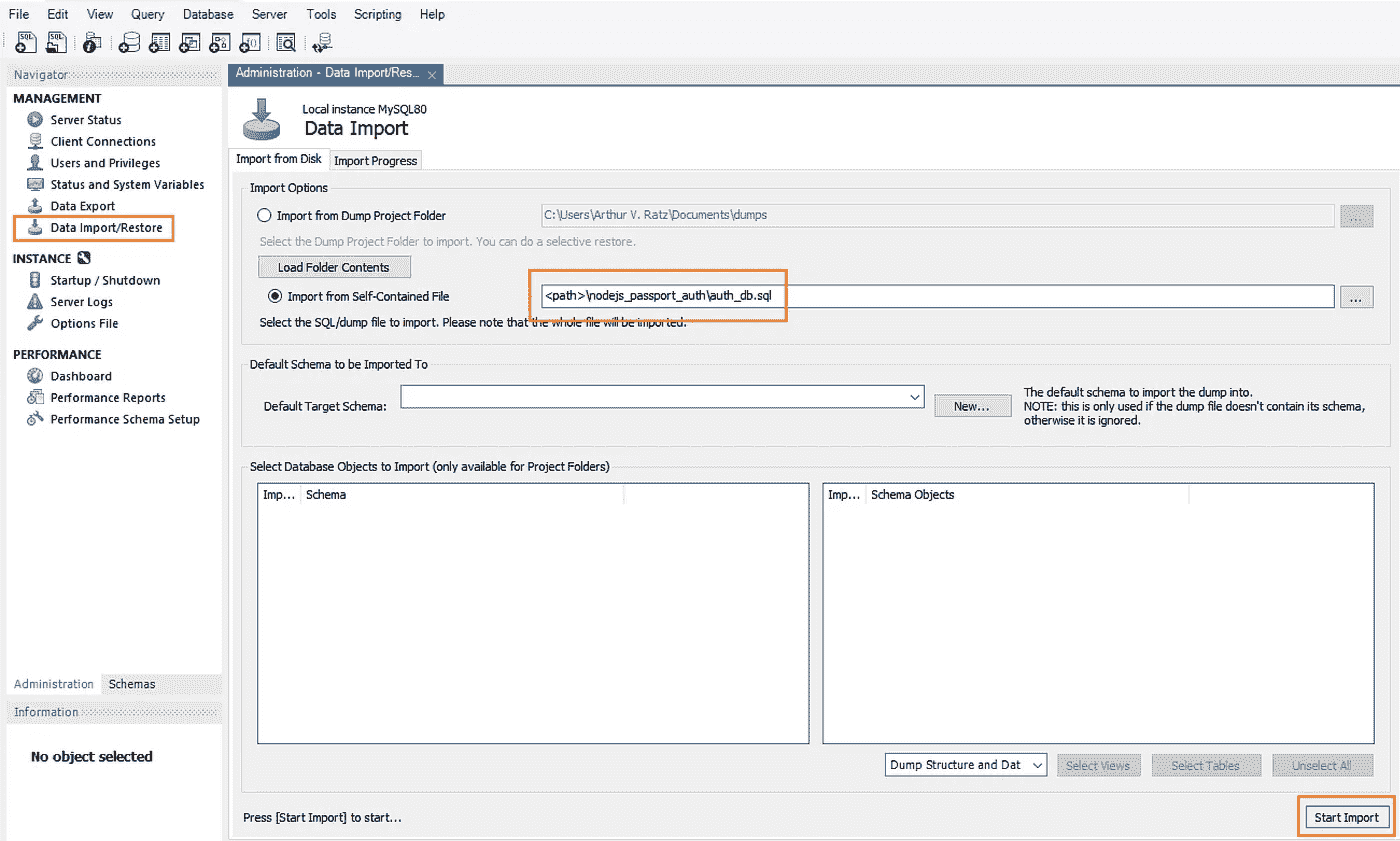 File Edit View Query Database Server Tools Scripting Help
SQL SQL
Navigator
MANAGEMENT
Server Status
Client Connections
Users and Privileges
Status and System Variables
Data Export
Data Import/Restore
INSTANCE
Startup / Shutdown
Server Logs
Options File
PERFORMANCE
Dashboard
Performance Reports
Performance Schema Setup
Administration Schemas
Information
No object selected
Administration - Data Import/Res...
Local instance MySQL80
Data Import
Import from Disk Import Progress
Import Options
Import from Dump Project Folder C:\Users\Arthur V. Ratz\Documents\dumps ...
Select the Dump Project Folder to import. You can do a selective restore.
Load Folder Contents
Import from Self-Contained File <path>\nodejs_passport_auth\auth_db.sql ...
Select the SQL/dump file to import. Please note that the whole file will be imported.
Default Schema to be Imported To
Default Target Schema: New...
The default schema to import the dump into.
NOTE: this is only used if the dump file doesn't contain its schema,
otherwise it is ignored.
Select Database Objects to Import (only available for Project Folders)
Imp... Schema Imp... Schema Objects
Dump Structure and Dat Select Views Select Tables Unselect All
Press [Start Import] to start... Start Import